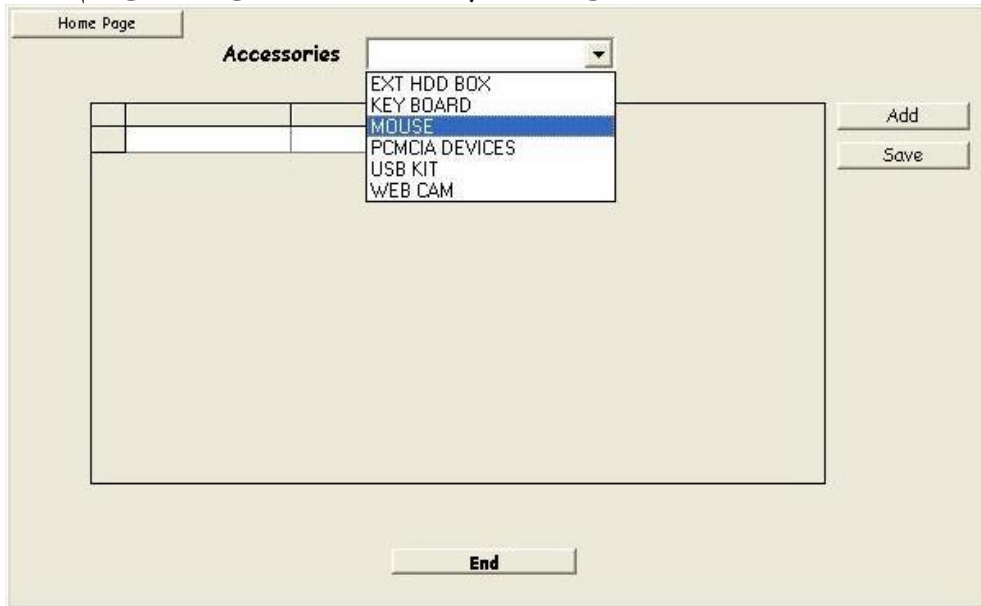 Home Page
Accessories
EXT HDD BOX
KEY BOARD
MOUSE
PCMCIA DEVICES
USB KIT
WEB CAM
Add
Save
End